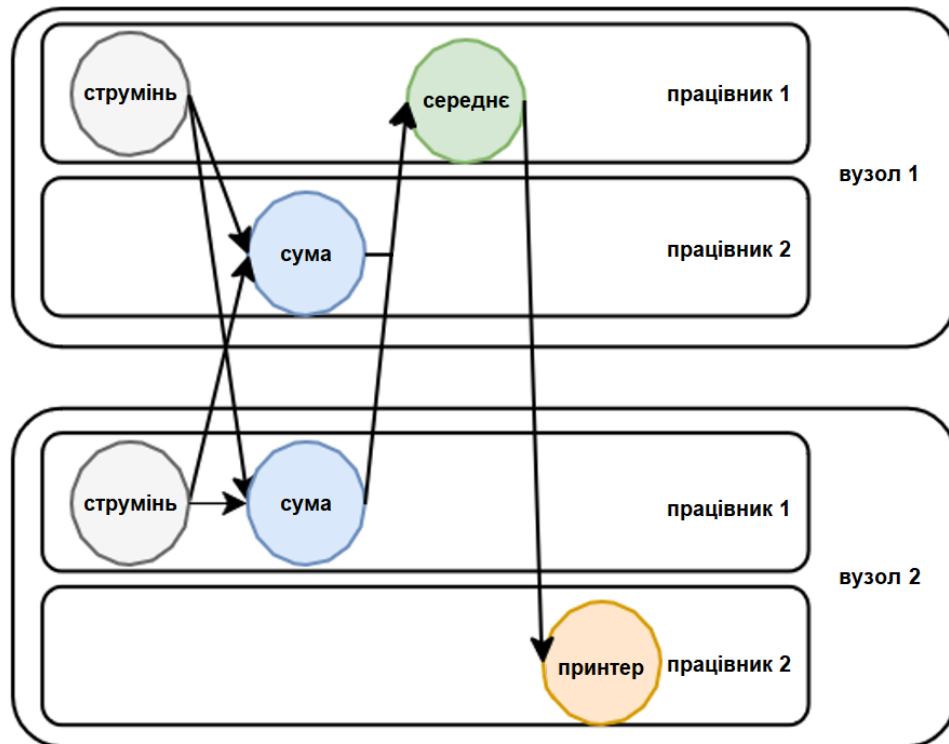 струмінь
середнє
працівник 1
вузол 1
сума
працівник 2
струмінь
сума
працівник 1
вузол 2
принтер
працівник 2